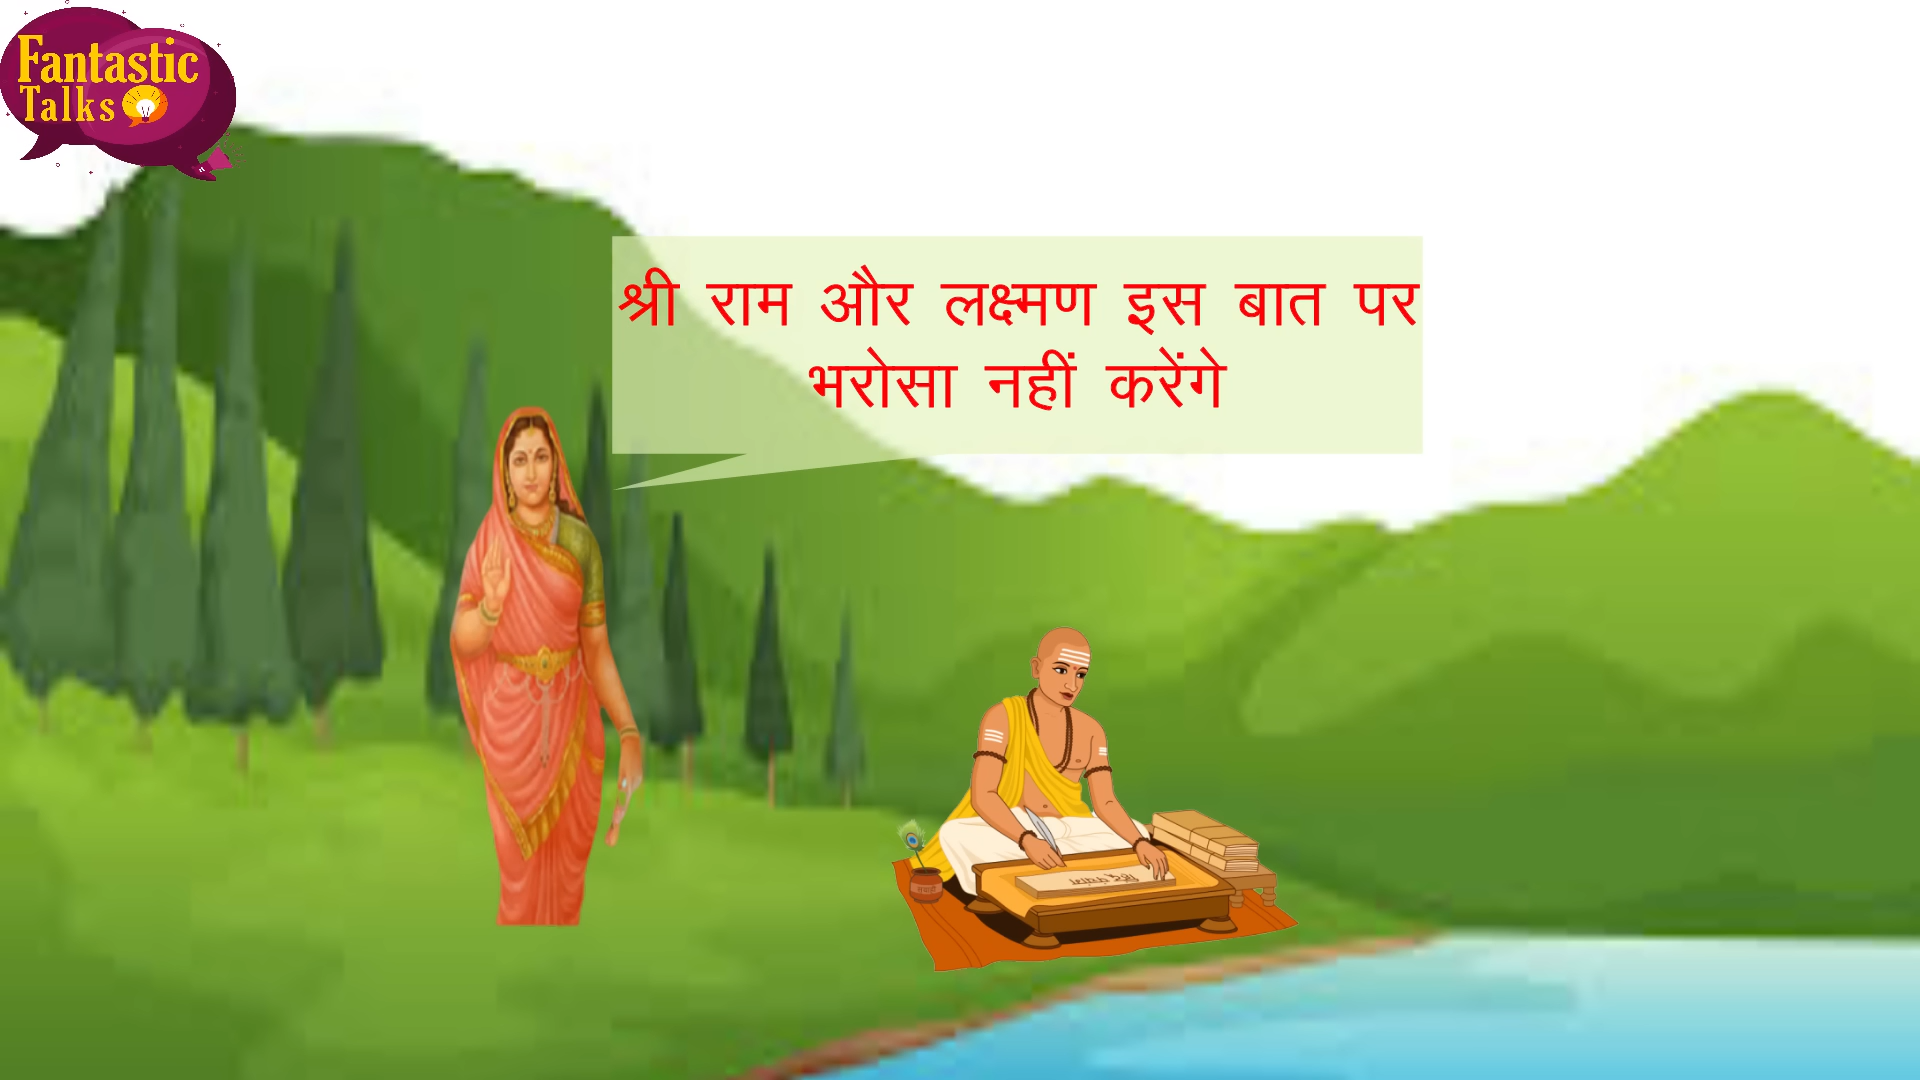 Fantastic
Talks
श्री राम और लक्ष्मण इस बात पर
भरोसा नहीं करेंगे